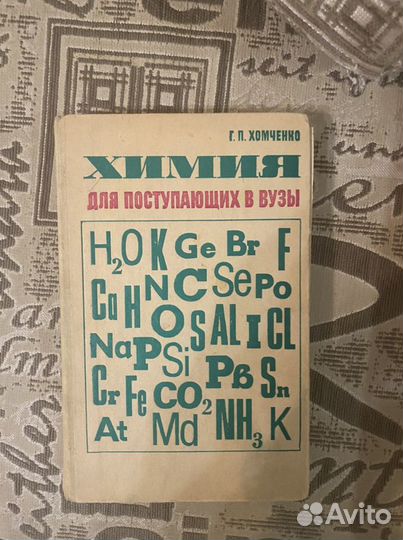 Г. П. ХОМЧЕНКО
ХИМИЯ
ДЛЯ ПОСТУПАЮЩИХ В ВУЗЫ
H₂O K Ge Br F
Ca H N C Se Po
O S Al I CL
Na P Si
Cr Fe CO₂ Pb Sn
At Md NH₃ K
Avito